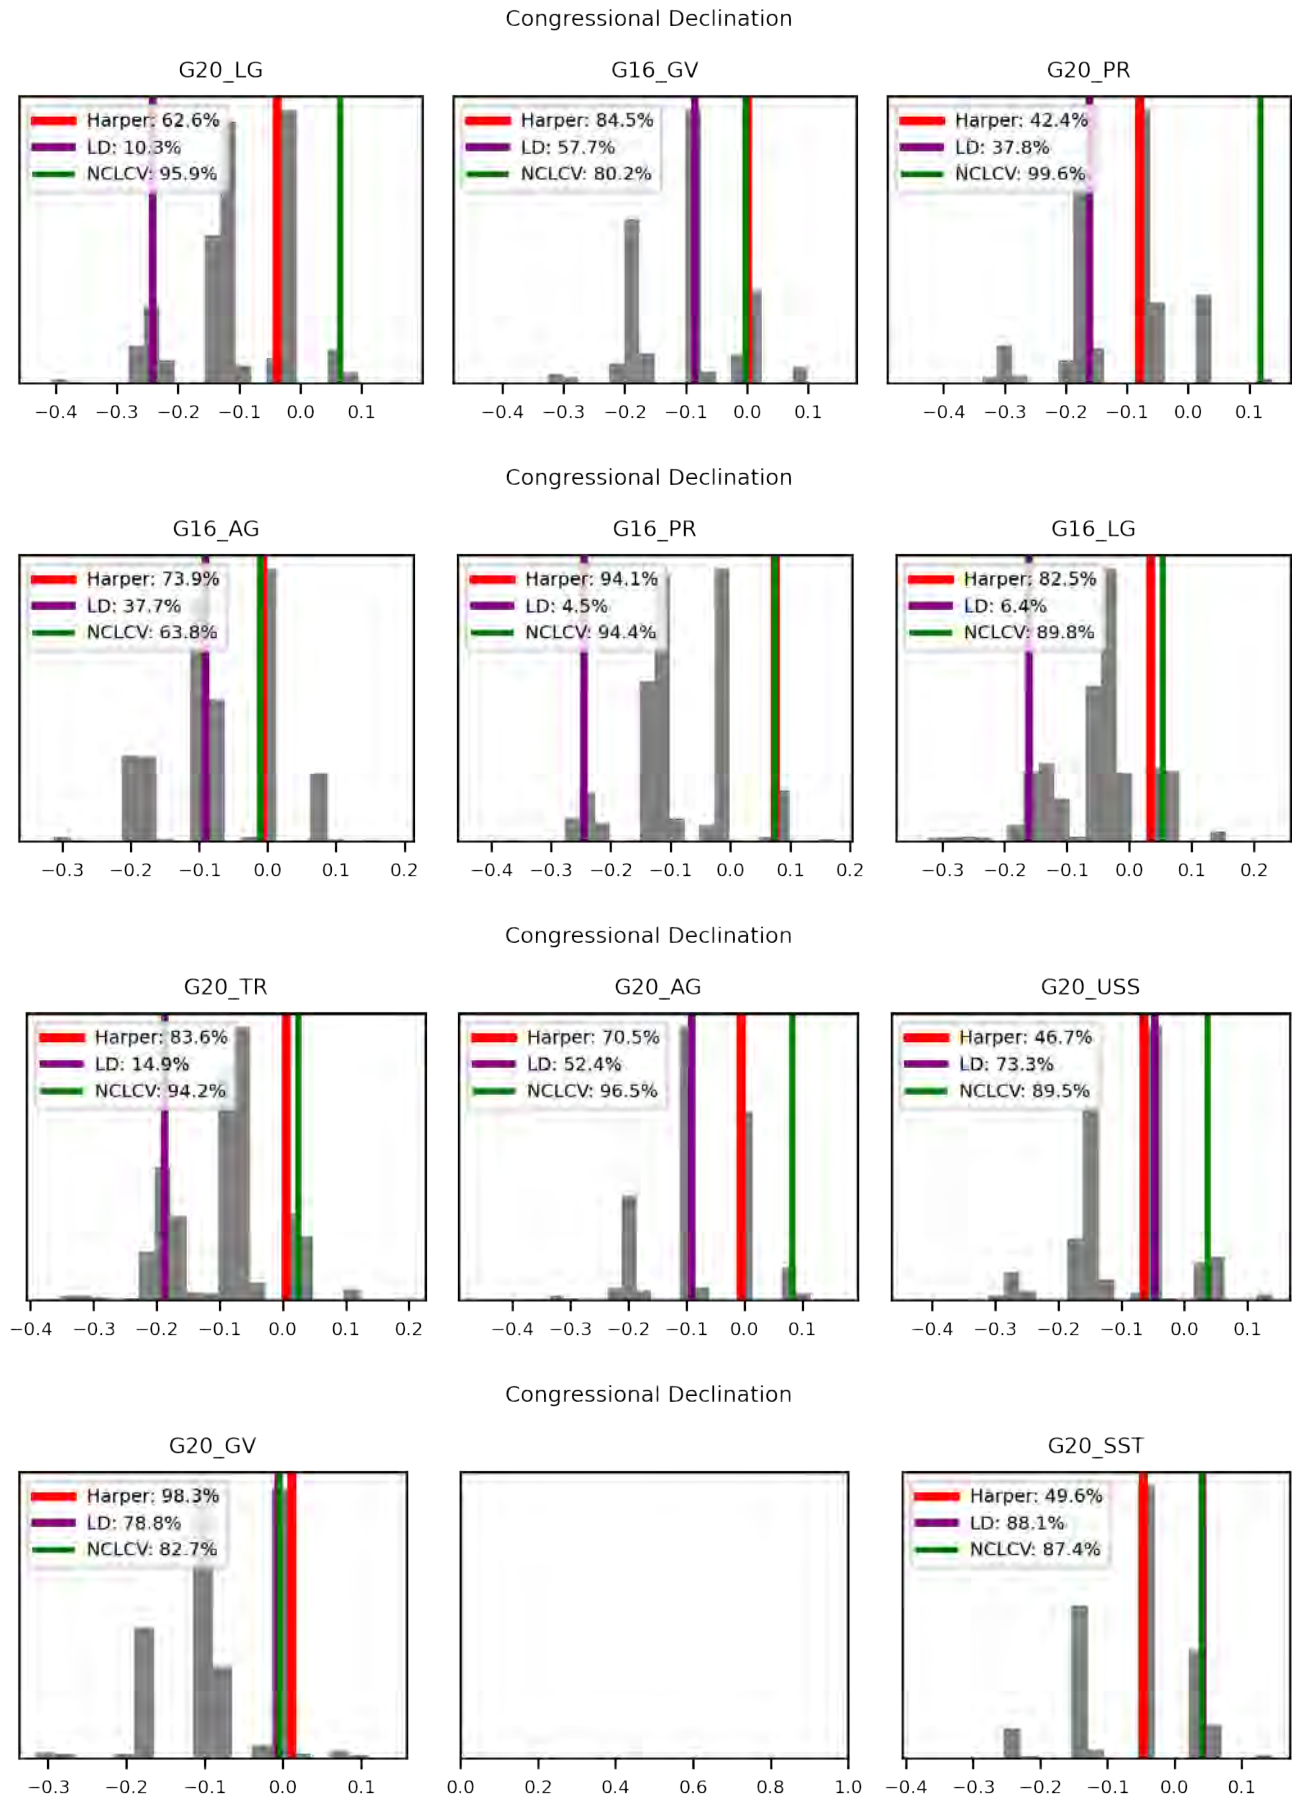 Congressional Declination
G20_LG
G16_GV
G20_PR
Harper: 62.6%
LD: 10.3%
NCLCV: 95.9%
Harper: 84.5%
LD: 57.7%
NCLCV: 80.2%
Harper: 42.4%
LD: 37.8%
NCLCV: 99.6%
−0.4 −0.3 −0.2 −0.1 0.0 0.1
−0.4 −0.3 −0.2 −0.1 0.0 0.1
−0.4 −0.3 −0.2 −0.1 0.0 0.1
Congressional Declination
G16_AG
G16_PR
G16_LG
Harper: 73.9%
LD: 37.7%
NCLCV: 63.8%
Harper: 94.1%
LD: 4.5%
NCLCV: 94.4%
Harper: 82.5%
LD: 6.4%
NCLCV: 89.8%
−0.3 −0.2 −0.1 0.0 0.1 0.2
−0.4 −0.3 −0.2 −0.1 0.0 0.1 0.2
−0.3 −0.2 −0.1 0.0 0.1 0.2
Congressional Declination
G20_TR
G20_AG
G20_USS
Harper: 83.6%
LD: 14.9%
NCLCV: 94.2%
Harper: 70.5%
LD: 52.4%
NCLCV: 96.5%
Harper: 46.7%
LD: 73.3%
NCLCV: 89.5%
−0.4 −0.3 −0.2 −0.1 0.0 0.1 0.2
−0.4 −0.3 −0.2 −0.1 0.0 0.1
−0.4 −0.3 −0.2 −0.1 0.0 0.1
Congressional Declination
G20_GV
G20_SST
Harper: 98.3%
LD: 78.8%
NCLCV: 82.7%
Harper: 49.6%
LD: 88.1%
NCLCV: 87.4%
−0.3 −0.2 −0.1 0.0 0.1
0.0 0.2 0.4 0.6 0.8 1.0
−0.4 −0.3 −0.2 −0.1 0.0 0.1